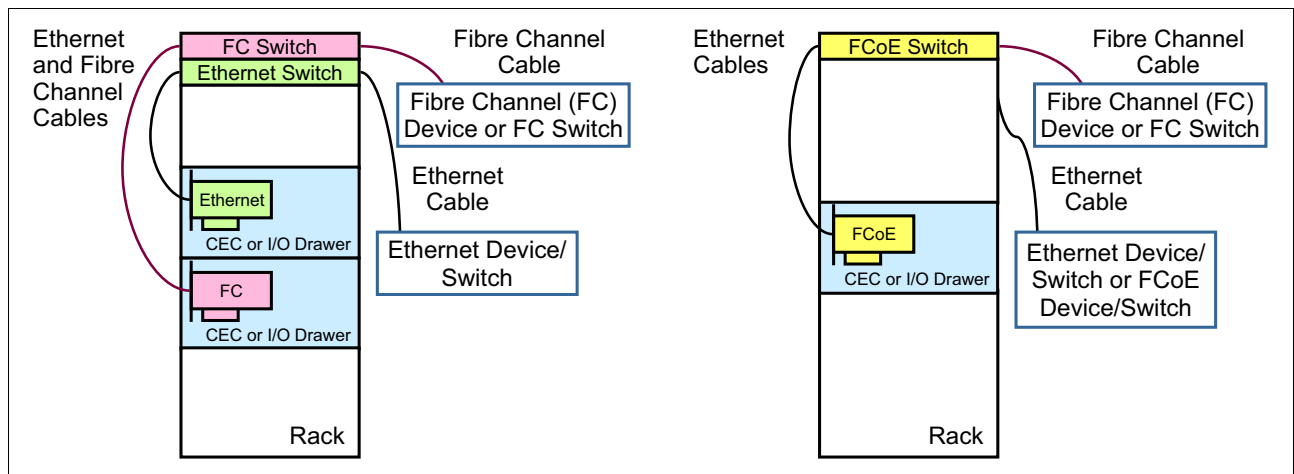 Ethernet
and Fibre
Channel
Cables
FC Switch
Ethernet Switch
Fibre Channel
Cable
Fibre Channel (FC)
Device or FC Switch
Ethernet
Cable
Ethernet Device/
Switch
Ethernet
CEC or I/O Drawer
FC
CEC or I/O Drawer
Rack
Ethernet
Cables
FCoE Switch
Fibre Channel
Cable
Fibre Channel (FC)
Device or FC Switch
Ethernet
Cable
Ethernet Device/
Switch or FCoE
Device/Switch
FCoE
CEC or I/O Drawer
Rack